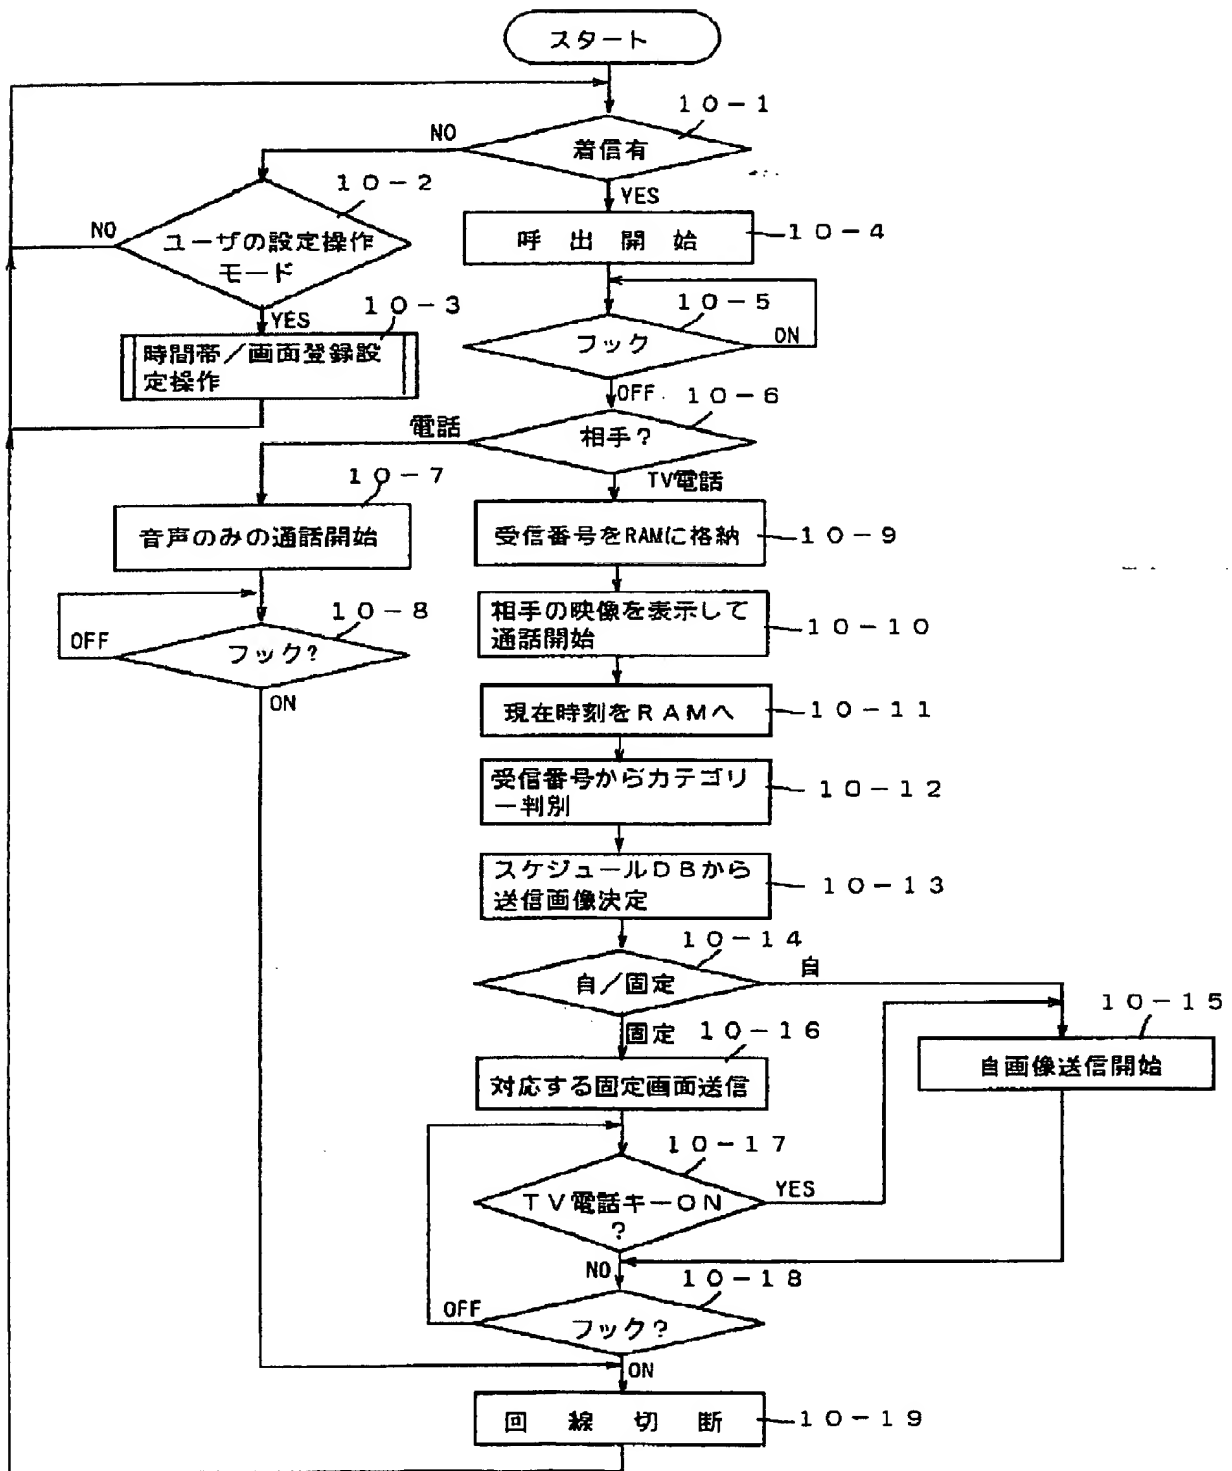 スタート
10-1
NO
着信有
YES
10-2
NO
ユーザの設定操作
モード
呼出開始
10-4
YES
10-3
時間帯/画面登録設
定操作
10-5
フック
ON
OFF
10-6
電話
相手?
TV電話
10-7
音声のみの通話開始
受信番号をRAMに格納
10-9
相手の映像を表示して
通話開始
10-10
10-8
OFF
フック?
ON
現在時刻をRAMへ
10-11
受信番号からカテゴリ
ー判別
10-12
スケジュールDBから
送信画像決定
10-13
10-14
自/固定
自
固定
10-15
自画像送信開始
10-16
対応する固定画面送信
10-17
TV電話キーON
?
YES
NO
10-18
OFF
フック?
ON
回線切断
10-19